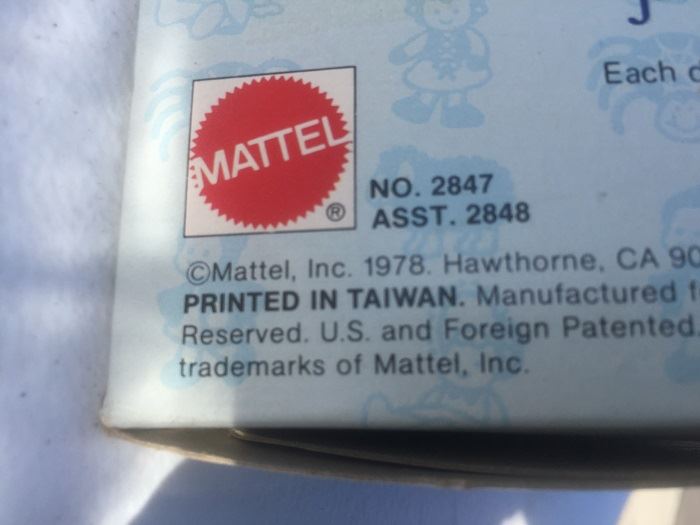 Each
MATTEL
®
NO. 2847
ASST. 2848
©Mattel, Inc. 1978. Hawthorne, CA 90
PRINTED IN TAIWAN. Manufactured f
Reserved. U.S. and Foreign Patented.
trademarks of Mattel, Inc.